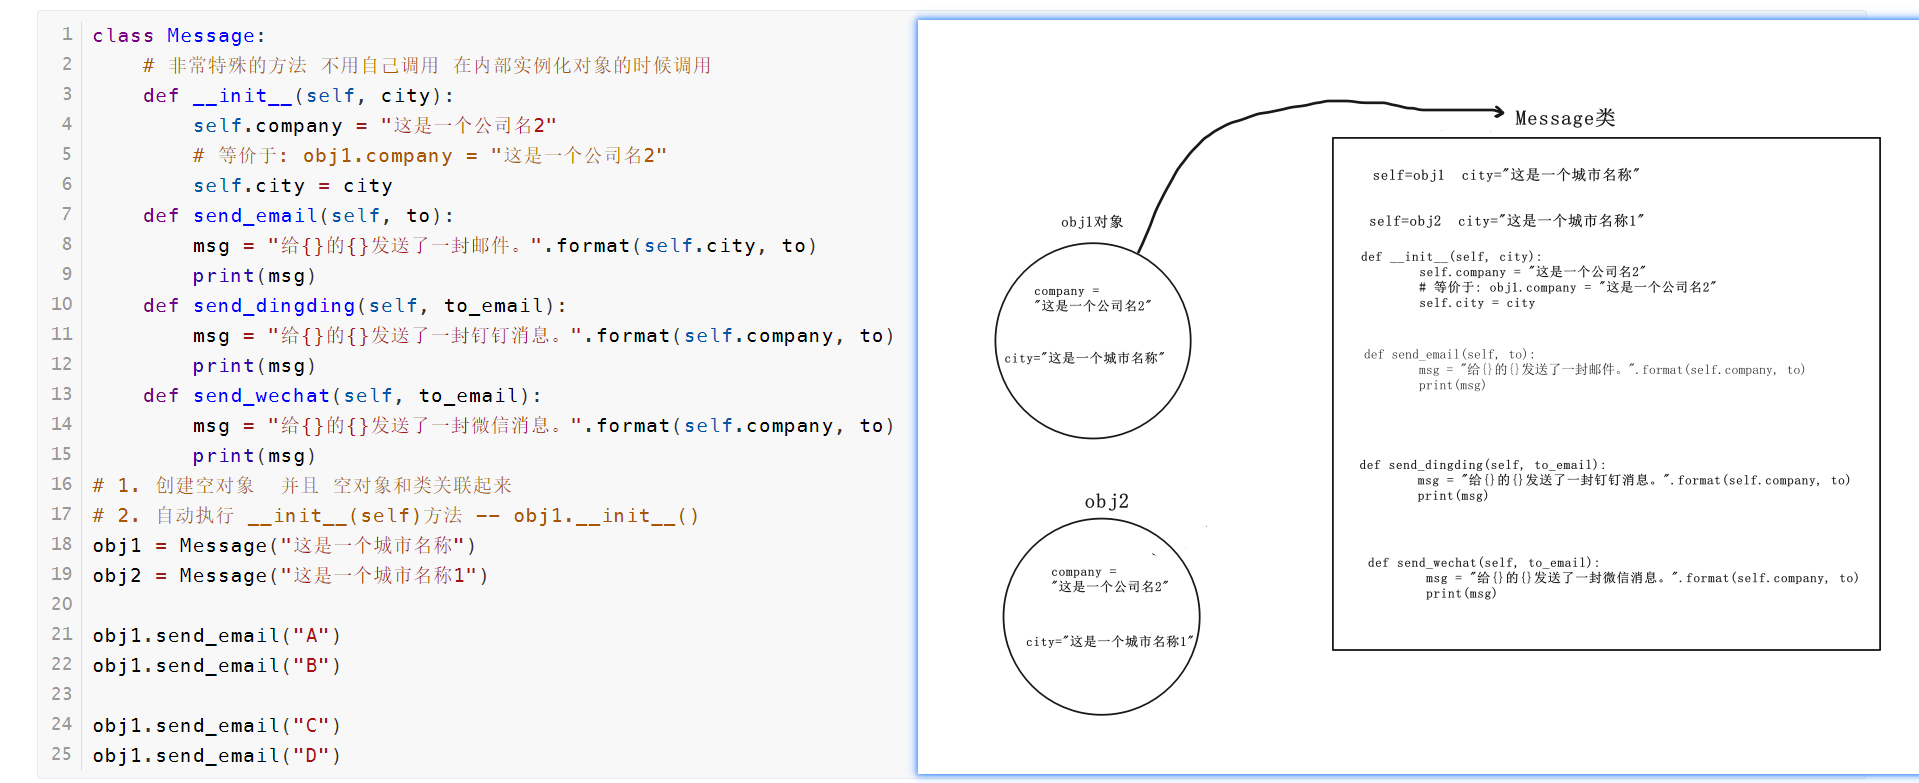 1 class Message:
2 # 非常特殊的方法 不用自己调用 在内部实例化对象的时候调用
3 def __init__(self, city):
4 self.company = "这是一个公司名2"
5 # 等价于: obj1.company = "这是一个公司名2"
6 self.city = city
7 def send_email(self, to):
8 msg = "给{}的{}发送了一封邮件。".format(self.city, to)
9 print(msg)
10 def send_dingding(self, to_email):
11 msg = "给{}的{}发送了一封钉钉消息。".format(self.company, to)
12 print(msg)
13 def send_wechat(self, to_email):
14 msg = "给{}的{}发送了一封微信消息。".format(self.company, to)
15 print(msg)
16 # 1. 创建空对象 并且 空对象和类关联起来
17 # 2. 自动执行 __init__(self)方法 -- obj1.__init__()
18 obj1 = Message("这是一个城市名称")
19 obj2 = Message("这是一个城市名称1")
20
21 obj1.send_email("A")
22 obj1.send_email("B")
23
24 obj1.send_email("C")
25 obj1.send_email("D")
obj1对象
company =
"这是一个公司名2"
city="这是一个城市名称"
obj2
company =
"这是一个公司名2"
city="这是一个城市名称1"
Message类
self=obj1 city="这是一个城市名称"
self=obj2 city="这是一个城市名称1"
def __init__(self, city):
self.company = "这是一个公司名2"
# 等价于: obj1.company = "这是一个公司名2"
self.city = city
def send_email(self, to):
msg = "给{}的{}发送了一封邮件。".format(self.company, to)
print(msg)
def send_dingding(self, to_email):
msg = "给{}的{}发送了一封钉钉消息。".format(self.company, to)
print(msg)
def send_wechat(self, to_email):
msg = "给{}的{}发送了一封微信消息。".format(self.company, to)
print(msg)